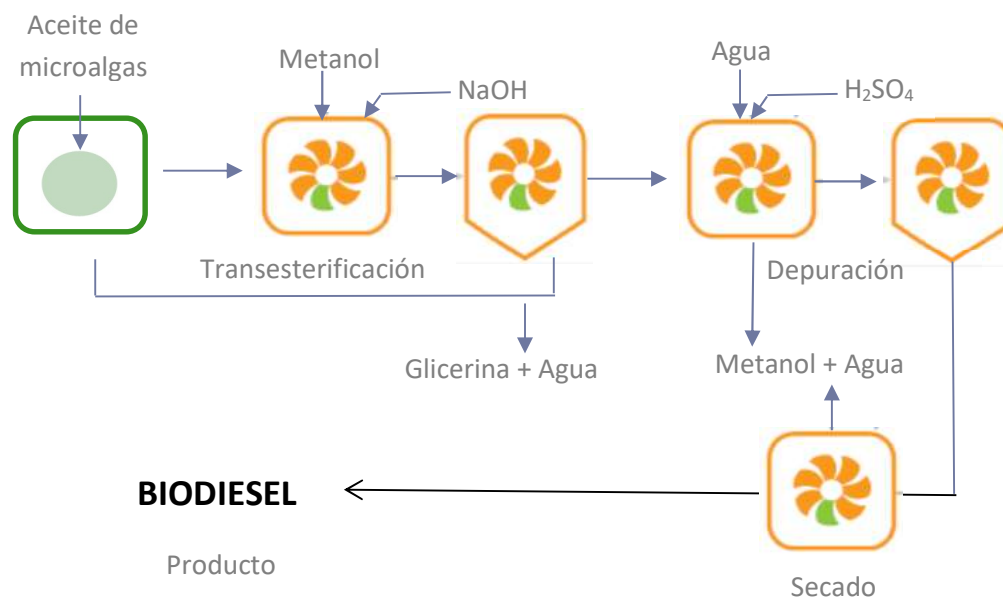 Aceite de
microalgas
Metanol
NaOH
Agua
H₂SO₄
Transesterificación
Depuración
Glicerina + Agua
Metanol + Agua
BIODIESEL
Producto
Secado